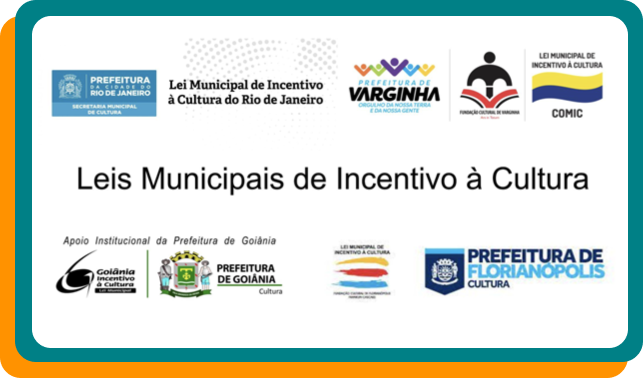 PREFEITURA
DA CIDADE DO
RIO DE JANEIRO
SECRETARIA MUNICIPAL
DE CULTURA
Lei Municipal de Incentivo
à Cultura do Rio de Janeiro
PREFEITURA DE
VARGINHA
ORGULHO DA NOSSA TERRA
E DA NOSSA GENTE
FUNDAÇÃO CULTURAL DE VARGINHA
LEI MUNICIPAL DE
INCENTIVO À CULTURA
COMIC
Leis Municipais de Incentivo à Cultura
Apoio Institucional da Prefeitura de Goiânia
Goiânia
Incentivo
à Cultura
Lei Municipal
PREFEITURA
DE GOIÂNIA
Cultura
LEI MUNICIPAL DE
INCENTIVO À CULTURA
PREFEITURA DE
FLORIANÓPOLIS
CULTURA